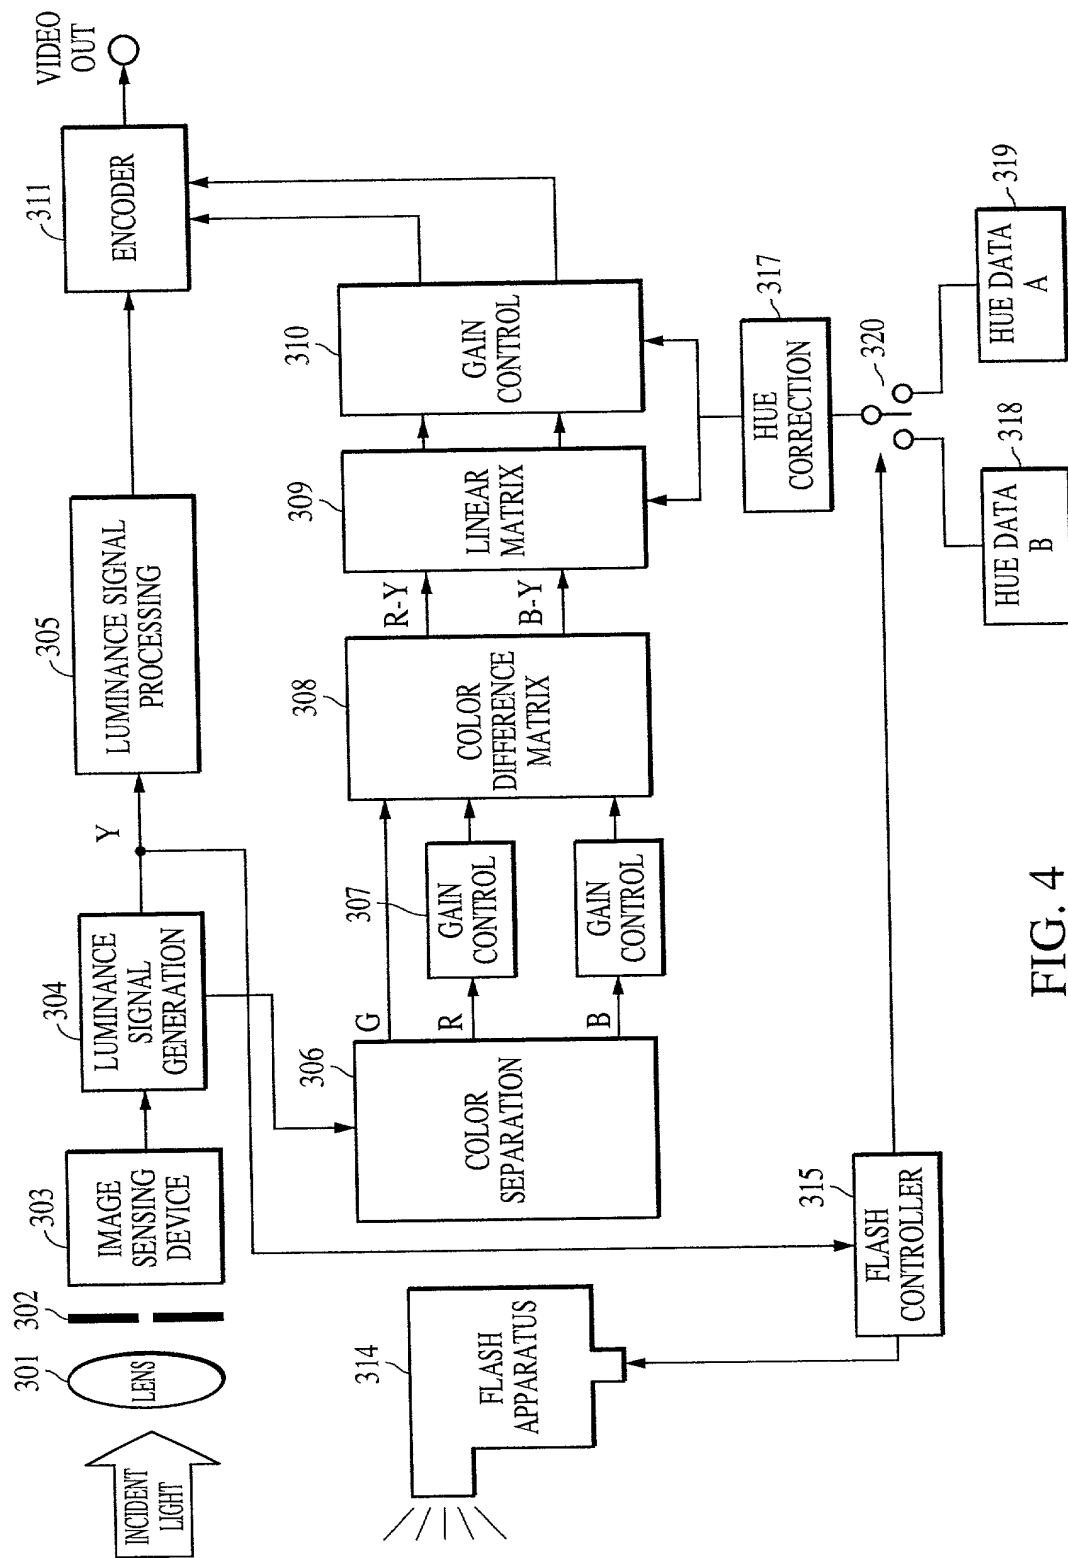 INCIDENT
LIGHT
301
LENS
302
303
IMAGE
SENSING
DEVICE
304
LUMINANCE
SIGNAL
GENERATION
Y
305
LUMINANCE SIGNAL
PROCESSING
311
ENCODER
VIDEO
OUT
306
COLOR
SEPARATION
G
R
B
307
GAIN
CONTROL
GAIN
CONTROL
308
COLOR
DIFFERENCE
MATRIX
R-Y
B-Y
309
LINEAR
MATRIX
310
GAIN
CONTROL
314
FLASH
APPARATUS
315
FLASH
CONTROLLER
317
HUE
CORRECTION
320
318
HUE DATA
B
319
HUE DATA
A
FIG. 4